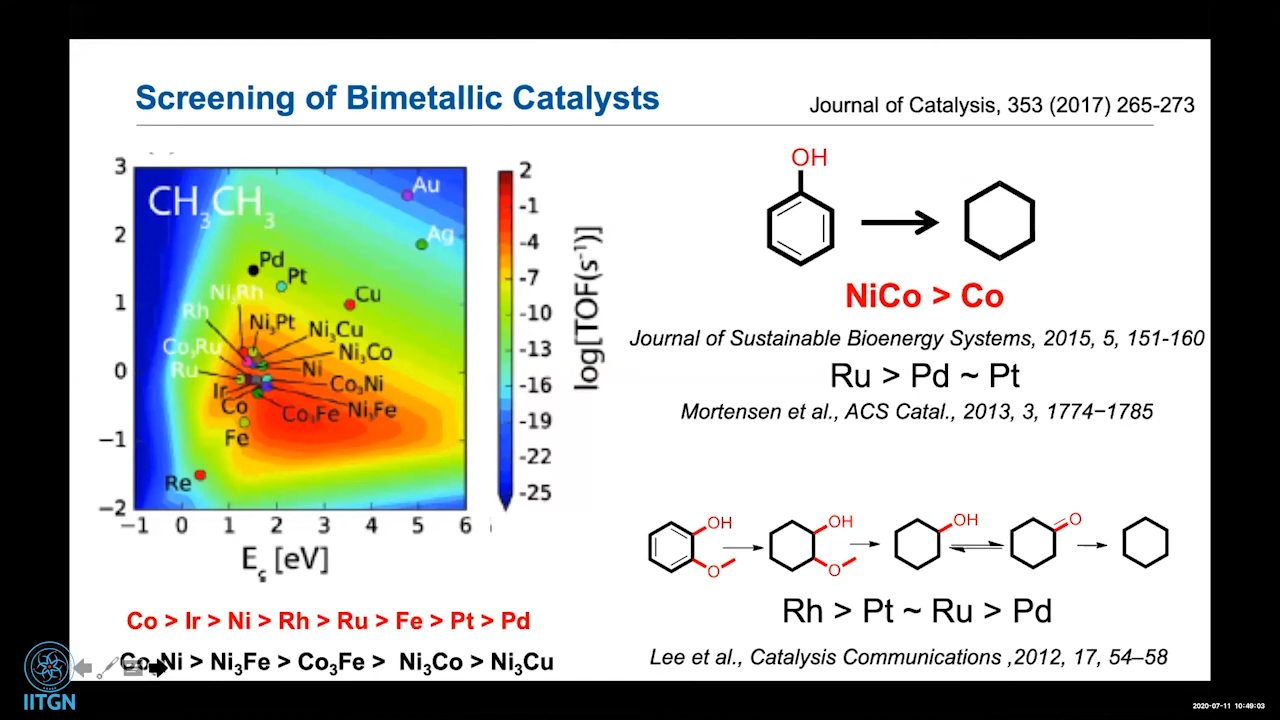 Screening of Bimetallic Catalysts
Journal of Catalysis, 353 (2017) 265-273
CH₃CH₃
3
2
1
0
−1
−2
−1 0 1 2 3 4 5 6
Au
Ag
Pd
Pt
Cu
Ni₃Rh
Rh
Ni₃Pt
Ni₃Cu
Co₃Ru
Ni₃Co
Ru
Ni
Ir
Co₃Ni
Co
Co₃Fe
Ni₃Fe
Fe
Re
2
-1
-4
-7
-10
-13
-16
-19
-22
-25
log[TOF(s⁻¹)]
[eV]
Co > Ir > Ni > Rh > Ru > Fe > Pt > Pd
Ni > Ni₃Fe > Co₃Fe > Ni₃Co > Ni₃Cu
OH
NiCo > Co
Journal of Sustainable Bioenergy Systems, 2015, 5, 151-160
Ru > Pd ~ Pt
Mortensen et al., ACS Catal., 2013, 3, 1774−1785
OH
O
OH
O
OH
O
Rh > Pt ~ Ru > Pd
Lee et al., Catalysis Communications ,2012, 17, 54–58
IITGN
2020-07-11 10:49:03